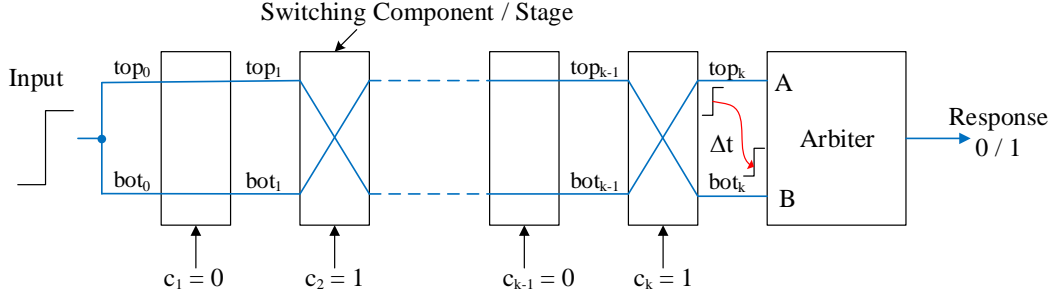 Switching Component / Stage
Input
top₀
top₁
topₖ₋₁
topₖ
A
Δt
Arbiter
Response
0 / 1
bot₀
bot₁
botₖ₋₁
botₖ
B
c₁ = 0
c₂ = 1
cₖ₋₁ = 0
cₖ = 1